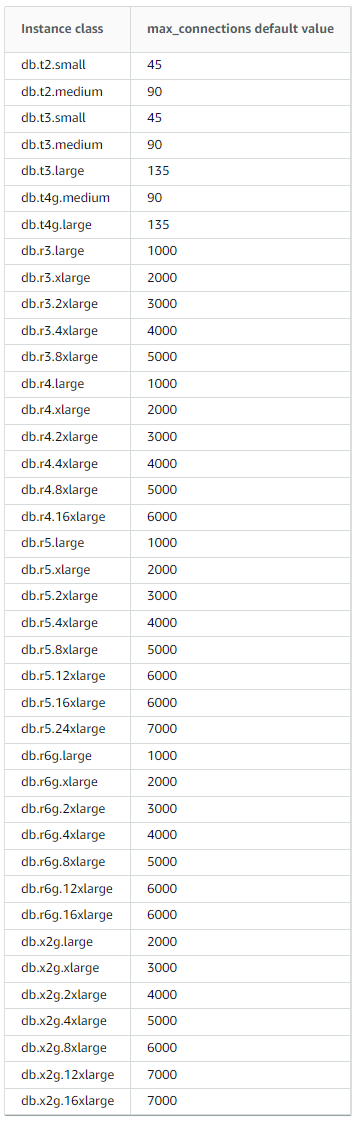 Instance class max_connections default value
db.t2.small 45
db.t2.medium 90
db.t3.small 45
db.t3.medium 90
db.t3.large 135
db.t4g.medium 90
db.t4g.large 135
db.r3.large 1000
db.r3.xlarge 2000
db.r3.2xlarge 3000
db.r3.4xlarge 4000
db.r3.8xlarge 5000
db.r4.large 1000
db.r4.xlarge 2000
db.r4.2xlarge 3000
db.r4.4xlarge 4000
db.r4.8xlarge 5000
db.r4.16xlarge 6000
db.r5.large 1000
db.r5.xlarge 2000
db.r5.2xlarge 3000
db.r5.4xlarge 4000
db.r5.8xlarge 5000
db.r5.12xlarge 6000
db.r5.16xlarge 6000
db.r5.24xlarge 7000
db.r6g.large 1000
db.r6g.xlarge 2000
db.r6g.2xlarge 3000
db.r6g.4xlarge 4000
db.r6g.8xlarge 5000
db.r6g.12xlarge 6000
db.r6g.16xlarge 6000
db.x2g.large 2000
db.x2g.xlarge 3000
db.x2g.2xlarge 4000
db.x2g.4xlarge 5000
db.x2g.8xlarge 6000
db.x2g.12xlarge 7000
db.x2g.16xlarge 7000